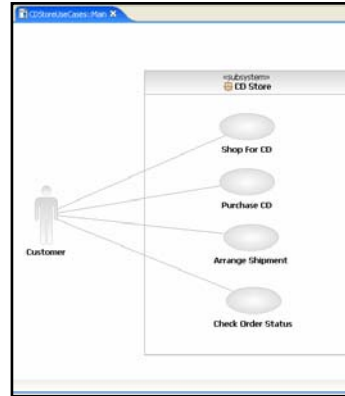 CDStoreUseCases::Main
«subsystem»
CD Store
Shop For CD
Purchase CD
Customer
Arrange Shipment
Check Order Status